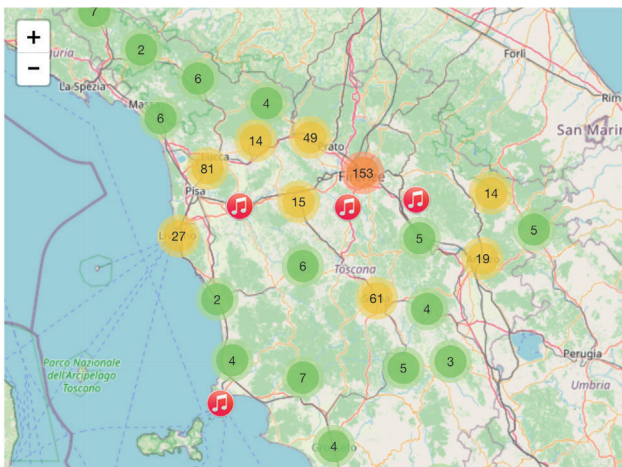 7
+
−
2
6
Forlì
La Spezia
4
Mas
6
Rim
San Marin
49
14
rato
81
153
Pisa
14
15
5
27
5
19
6
Toscana
2
61
4
4
3
Perugia
5
7
Umbria
Parco Nazionale
dell'Arcipelago
Toscano
4